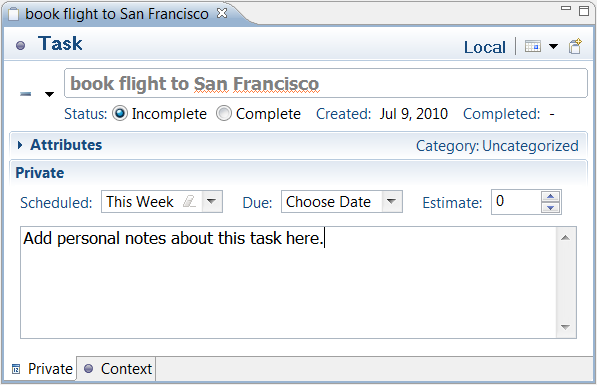 book flight to San Francisco
Task
Local
book flight to San Francisco
Status: Incomplete Complete Created: Jul 9, 2010 Completed: -
Attributes Category: Uncategorized
Private
Scheduled: This Week Due: Choose Date Estimate: 0
Add personal notes about this task here.
Private Context